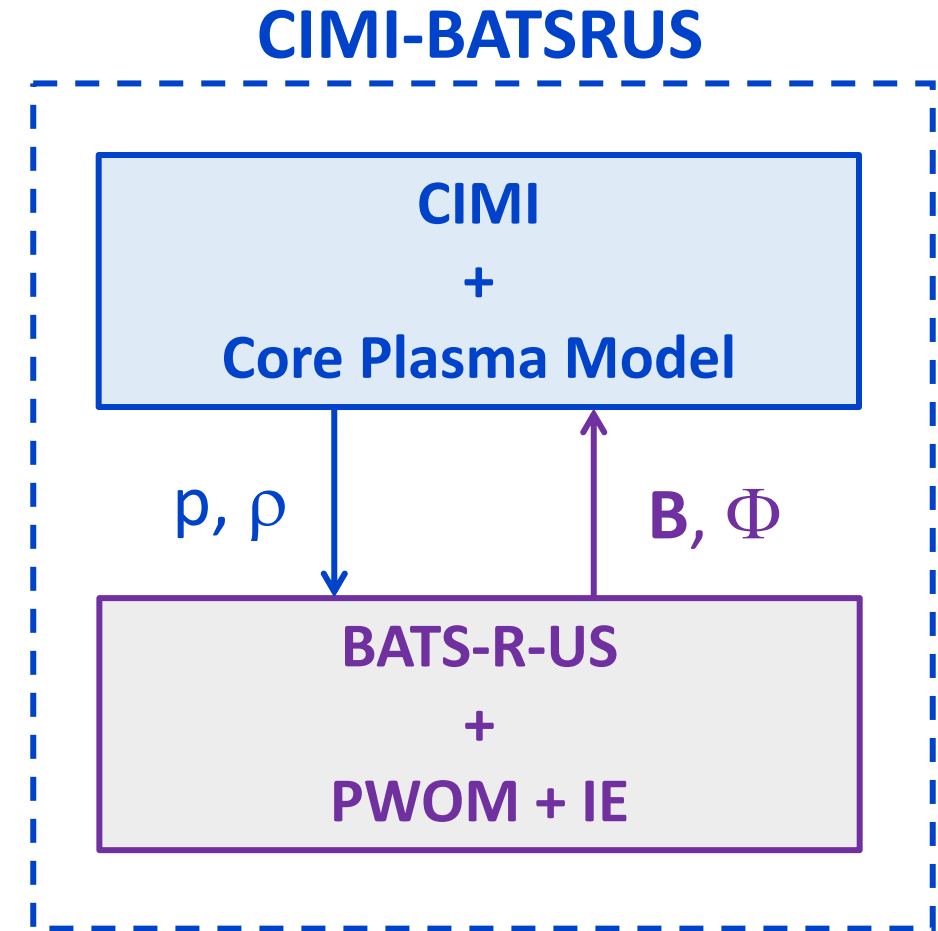 CIMI-BATSRUS
CIMI
+
Core Plasma Model
p, ρ
B, Φ
BATS-R-US
+
PWOM + IE